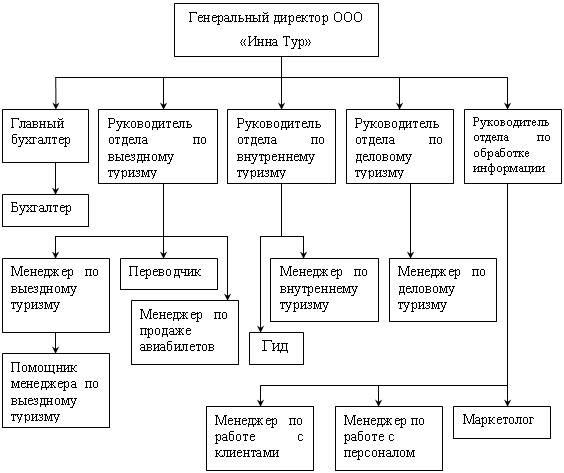 Генеральный директор ООО
«Инна Тур»
Главный
бухгалтер
Руководитель
отдела по
выездному
туризму
Руководитель
отдела по
внутреннему
туризму
Руководитель
отдела по
деловому
туризму
Руководитель
отдела по
обработке
информации
Бухгалтер
Менеджер по
выездному
туризму
Переводчик
Менеджер по
внутреннему
туризму
Менеджер по
деловому
туризму
Менеджер по
продаже
авиабилетов
Гид
Помощник
менеджера по
выездному
туризму
Менеджер по
работе с
клиентами
Менеджер по
работе с
персоналом
Маркетолог